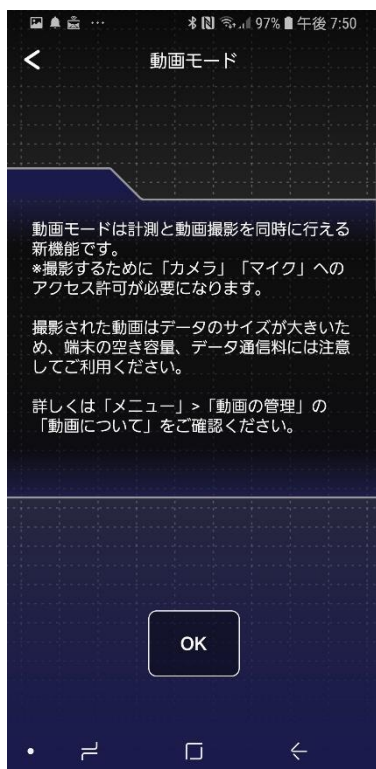 97% 午後 7:50
動画モード
動画モードは計測と動画撮影を同時に行える
新機能です。
*撮影するために「カメラ」「マイク」への
アクセス許可が必要になります。
撮影された動画はデータのサイズが大きいた
め、端末の空き容量、データ通信料には注意
してご利用ください。
詳しくは「メニュー」>「動画の管理」の
「動画について」をご確認ください。
OK